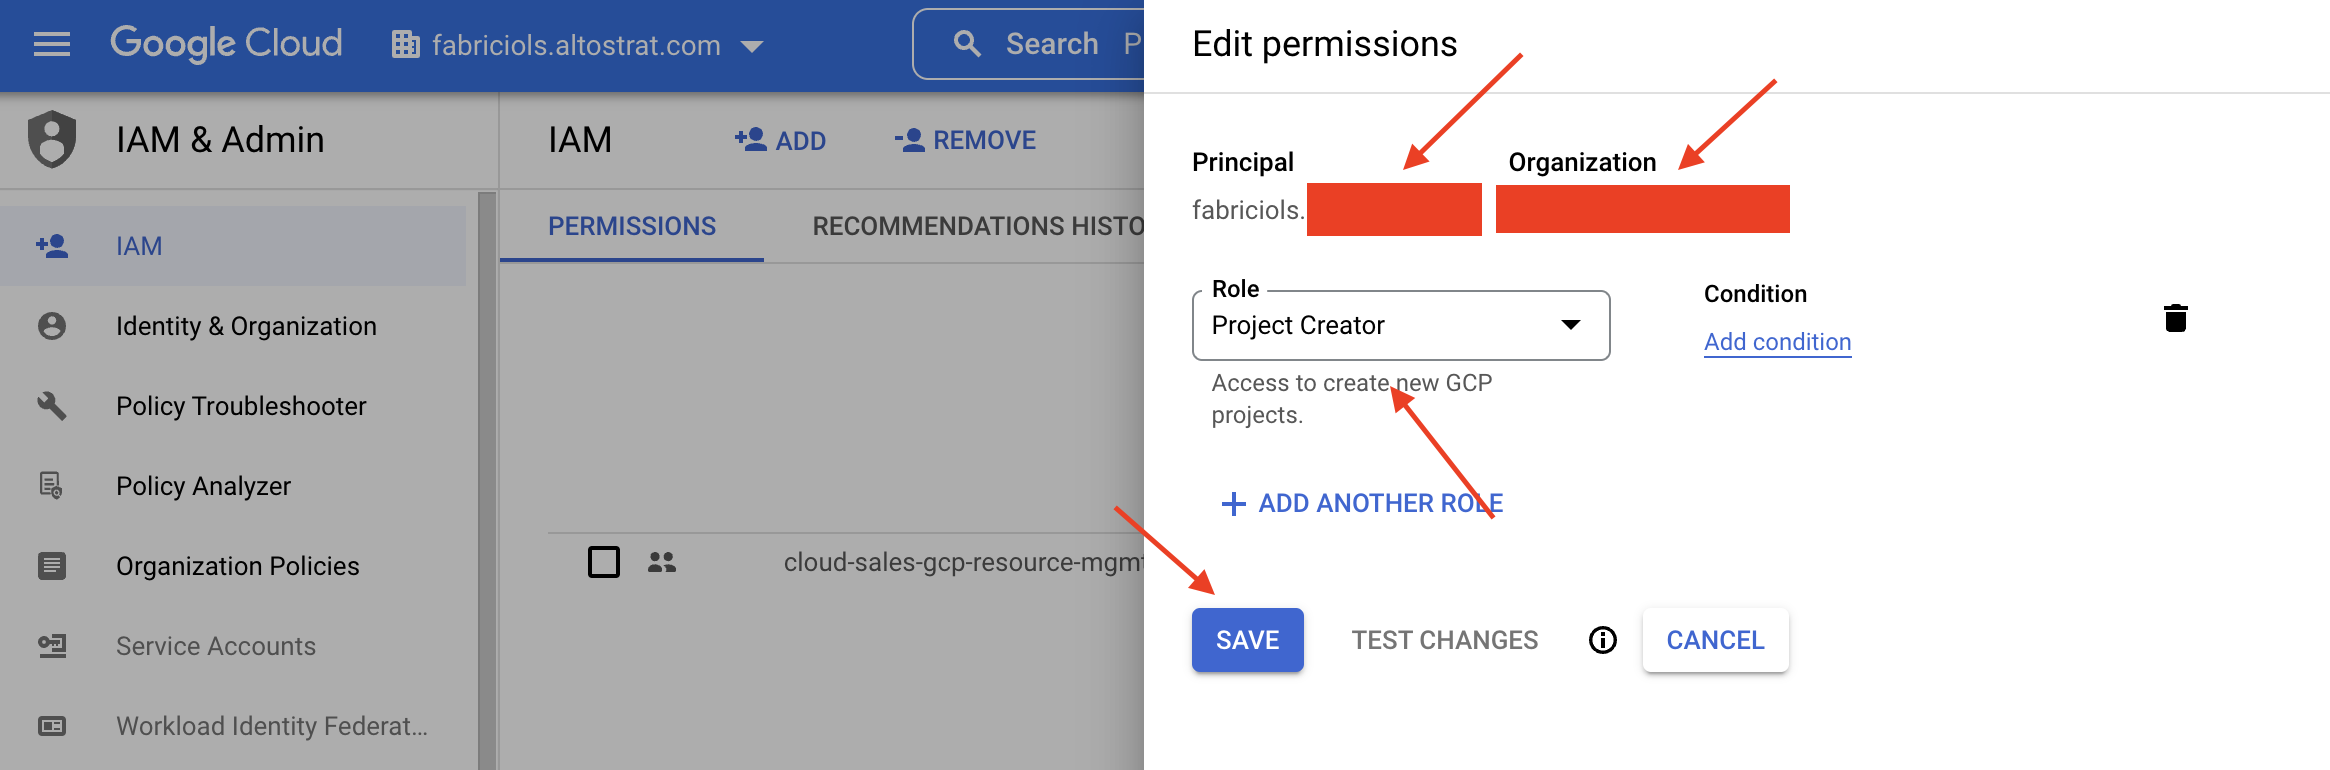 Google Cloud
fabriciols.altostrat.com
Search P
IAM & Admin
IAM
Identity & Organization
Policy Troubleshooter
Policy Analyzer
Organization Policies
Service Accounts
Workload Identity Federat...
IAM
ADD
REMOVE
PERMISSIONS
RECOMMENDATIONS HISTO
cloud-sales-gcp-resource-mgmt
Edit permissions
Principal
Organization
fabriciols.
Role
Project Creator
Access to create new GCP
projects.
Condition
Add condition
ADD ANOTHER ROLE
SAVE
TEST CHANGES
CANCEL